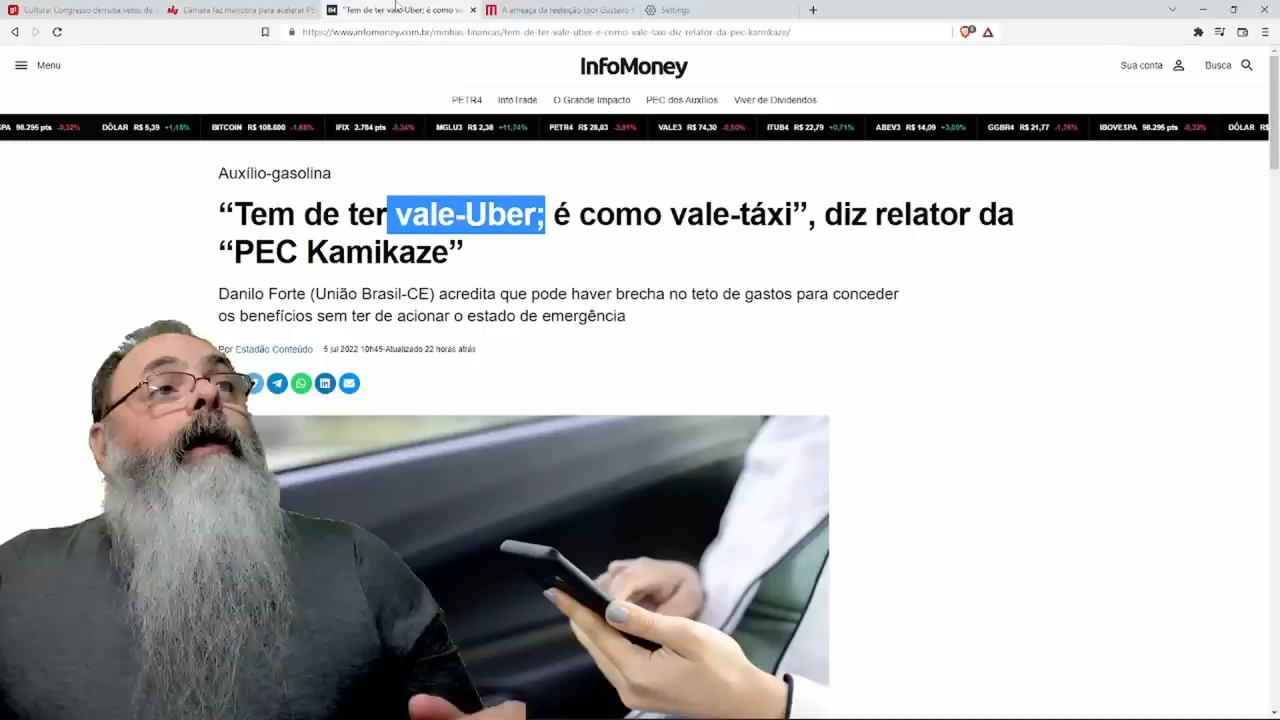 Cultura: Congresso derruba vetos de
Câmara faz manobra para acelerar PE
"Tem de ter vale-Uber; é como va
A ameaça da reeleição (por Gustavo
Settings
https://www.infomoney.com.br/minhas-financas/tem-de-ter-vale-uber-e-como-vale-taxi-diz-relator-da-pec-kamikaze/
Menu
InfoMoney
Sua conta
Busca
PETR4 InfoTrade O Grande Impacto PEC dos Auxílios Viver de Dividendos
SPA 98.295 pts -0,32% DÓLAR R$ 5,39 +1,18% BITCOIN R$ 108.600 -1,68% IFIX 2.784 pts -0,34% MGLU3 R$ 2,38 +11,74% PETR4 R$ 28,03 -3,81% VALE3 R$ 74,30 -0,50% ITUB4 R$ 22,79 +0,71% ABEV3 R$ 14,09 +3,00% GGBR4 R$ 21,77 -1,76% IBOVESPA 98.295 pts -0,32% DÓLAR R$
Auxílio-gasolina
“Tem de ter vale-Uber; é como vale-táxi”, diz relator da
“PEC Kamikaze”
Danilo Forte (União Brasil-CE) acredita que pode haver brecha no teto de gastos para conceder
os benefícios sem ter de acionar o estado de emergência
Por Estadão Conteúdo 5 jul 2022 10h45-Atualizado 22 horas atrás